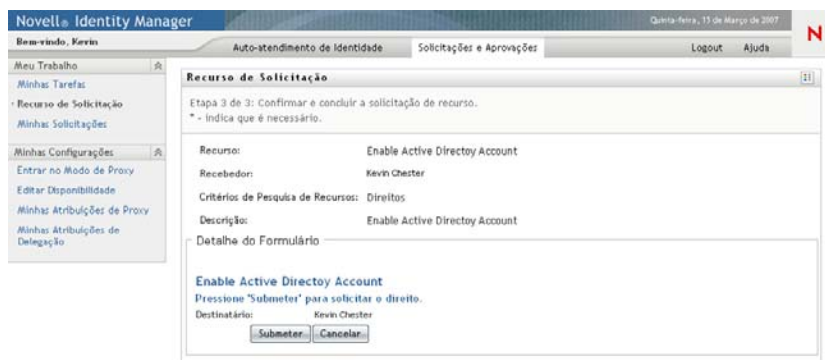 Novell® Identity Manager
Quinta-feira, 15 de Março de 2007
N
Bem-vindo, Kevin
Auto-atendimento de Identidade
Solicitações e Aprovações
Logout Ajuda
Meu Trabalho
Minhas Tarefas
Recurso de Solicitação
Minhas Solicitações
Minhas Configurações
Entrar no Modo de Proxy
Editar Disponibilidade
Minhas Atribuições de Proxy
Minhas Atribuições de
Delegação
Recurso de Solicitação
Etapa 3 de 3: Confirmar e concluir a solicitação de recurso.
* - indica que é necessário.
Recurso: Enable Active Directoy Account
Recebedor: Kevin Chester
Critérios de Pesquisa de Recursos: Direitos
Descrição: Enable Active Directoy Account
Detalhe do Formulário
Enable Active Directoy Account
Pressione 'Submeter' para solicitar o direito.
Destinatário: Kevin Chester
Submeter Cancelar